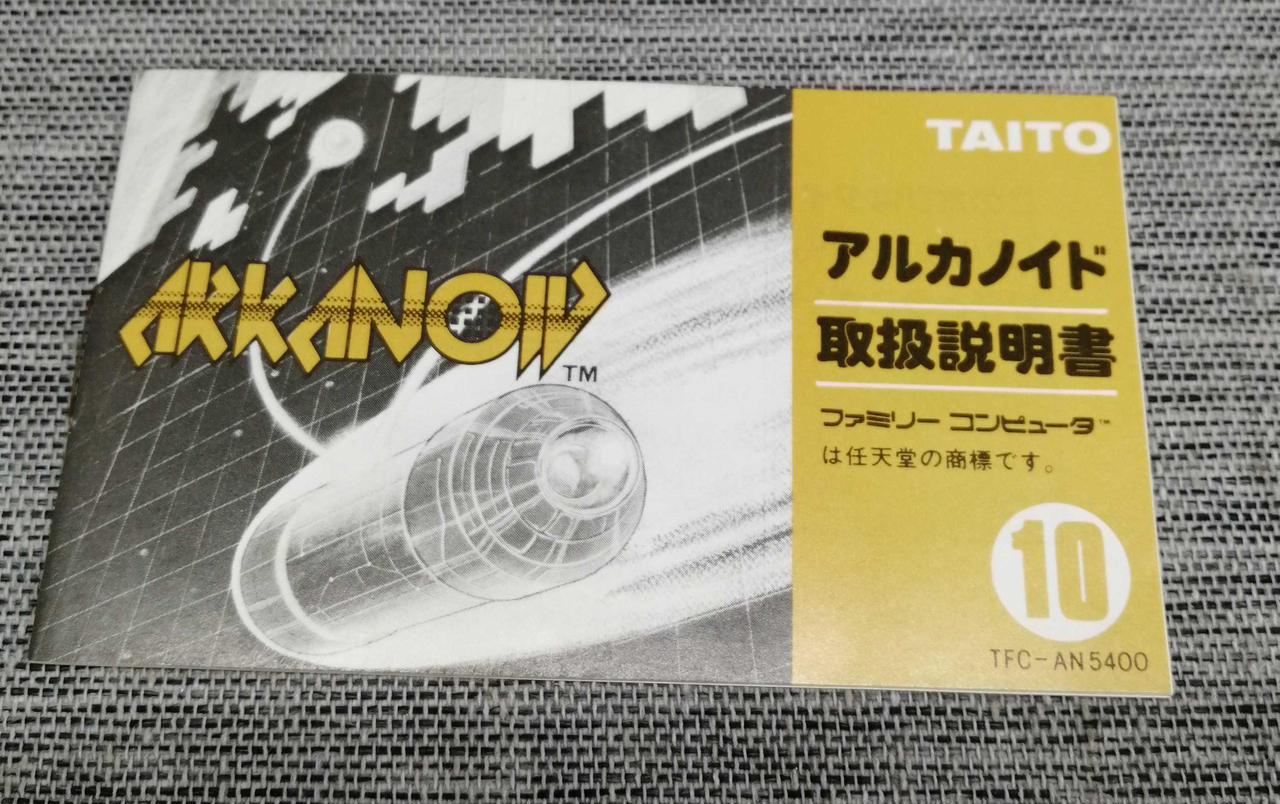 ARKANOID
TM
TAITO
アルカノイド
取扱説明書
ファミリー コンピュータ™
は任天堂の商標です。
10
TFC-AN5400